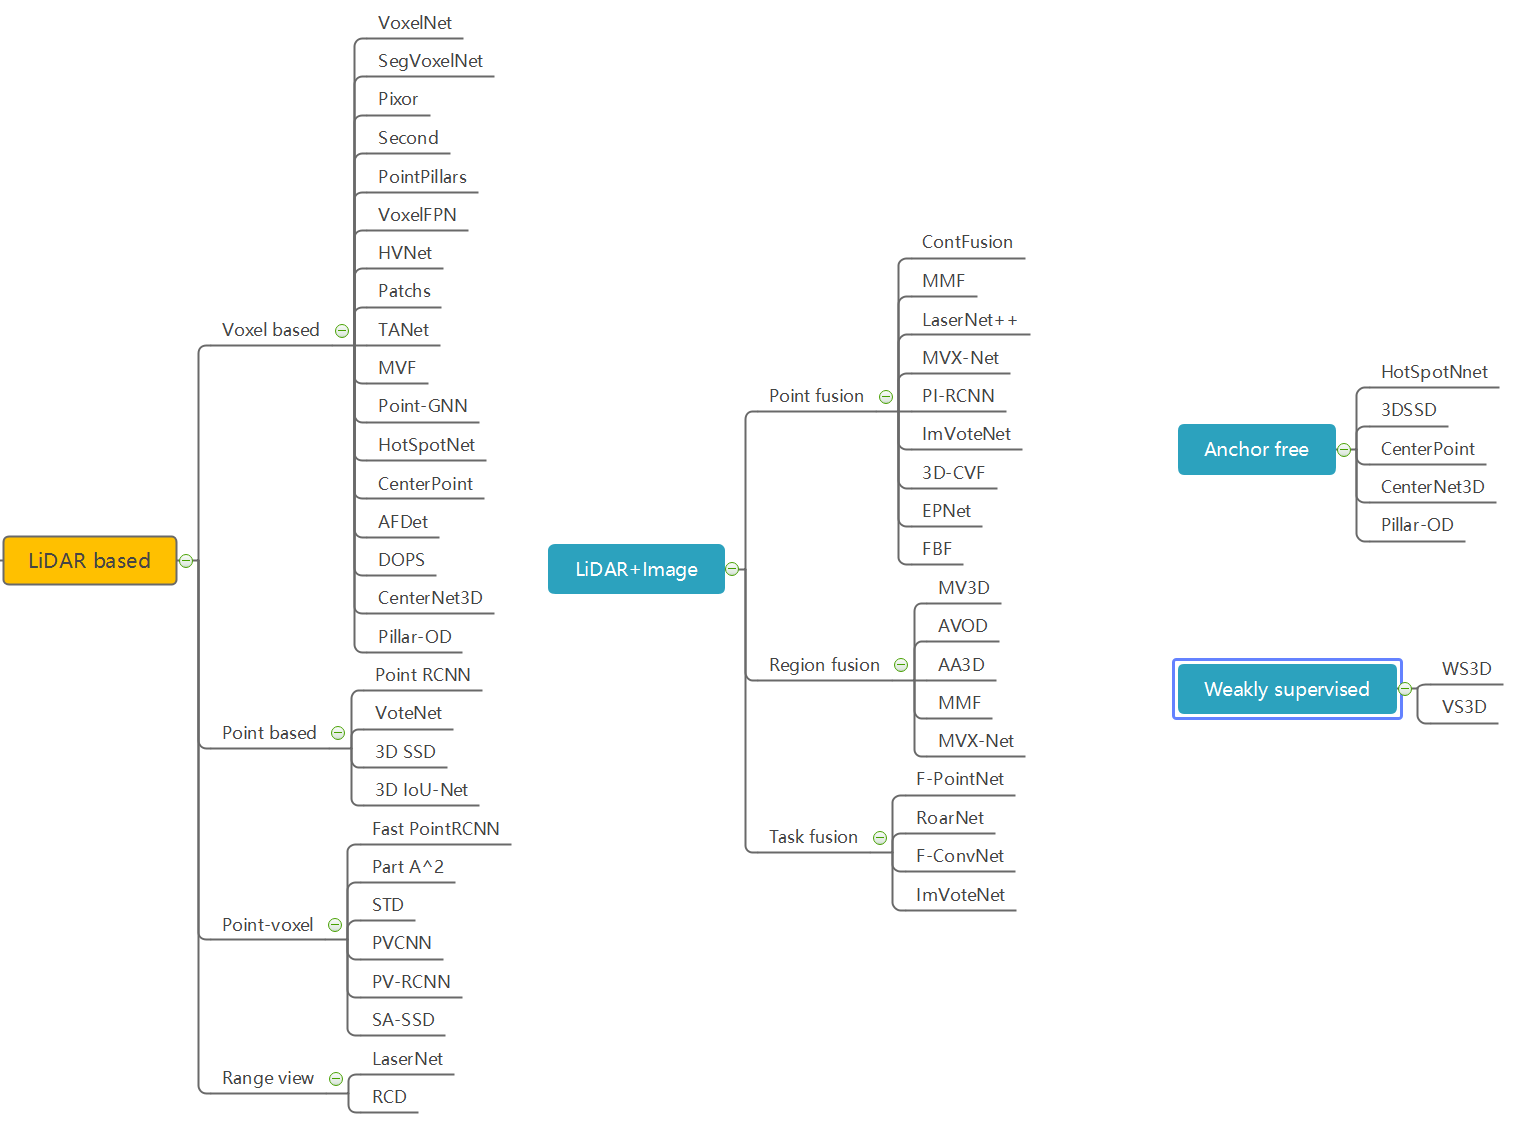 LiDAR based
Voxel based
VoxelNet
SegVoxelNet
Pixor
Second
PointPillars
VoxelFPN
HVNet
Patchs
TANet
MVF
Point-GNN
HotSpotNet
CenterPoint
AFDet
DOPS
CenterNet3D
Pillar-OD
Point based
Point RCNN
VoteNet
3D SSD
3D IoU-Net
Point-voxel
Fast PointRCNN
Part A^2
STD
PVCNN
PV-RCNN
SA-SSD
Range view
LaserNet
RCD
LiDAR+Image
Point fusion
ContFusion
MMF
LaserNet++
MVX-Net
PI-RCNN
ImVoteNet
3D-CVF
EPNet
FBF
Region fusion
MV3D
AVOD
AA3D
MMF
MVX-Net
Task fusion
F-PointNet
RoarNet
F-ConvNet
ImVoteNet
Anchor free
HotSpotNnet
3DSSD
CenterPoint
CenterNet3D
Pillar-OD
Weakly supervised
WS3D
VS3D